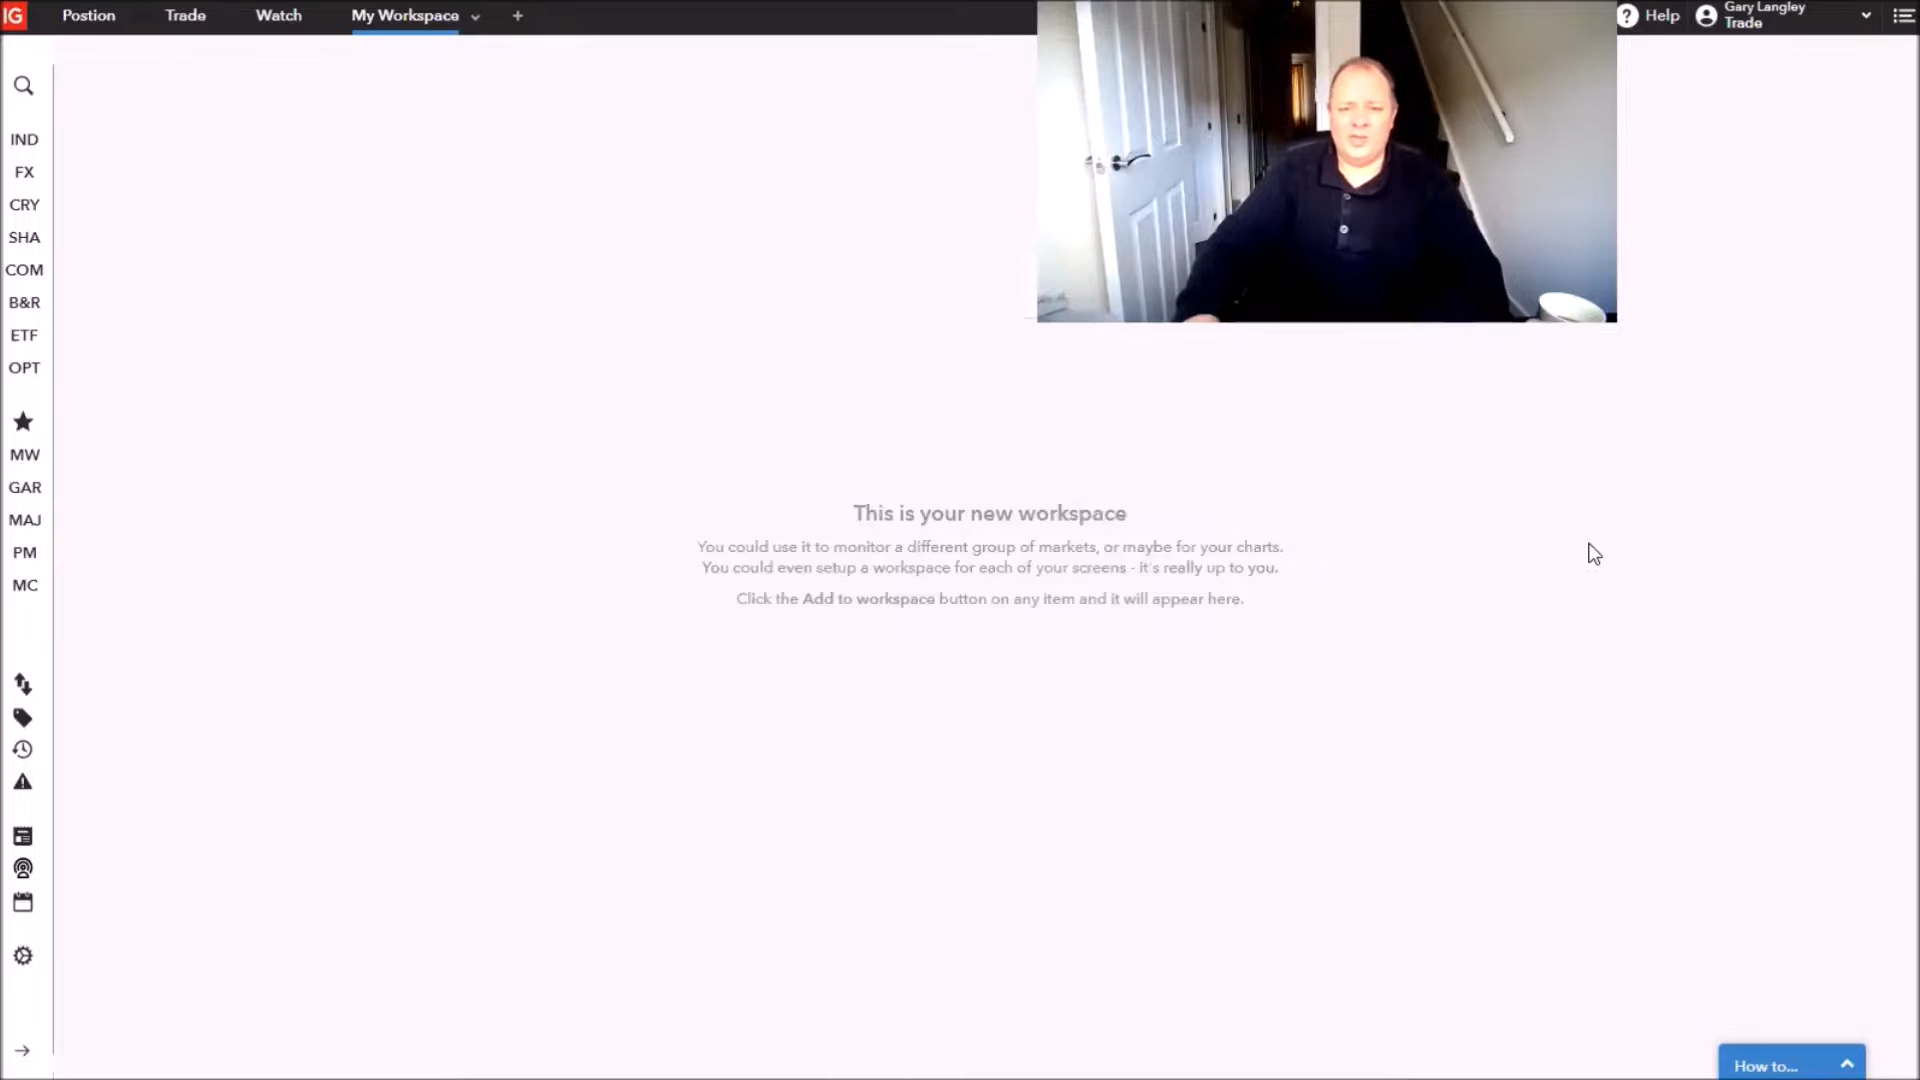 IG
Postion
Trade
Watch
My Workspace
+
Help
Gary Langley
Trade
IND
FX
CRY
SHA
COM
B&R
ETF
OPT
MW
GAR
MAJ
PM
MC
This is your new workspace
You could use it to monitor a different group of markets, or maybe for your charts.
You could even setup a workspace for each of your screens - it's really up to you.
Click the Add to workspace button on any item and it will appear here.
How to...